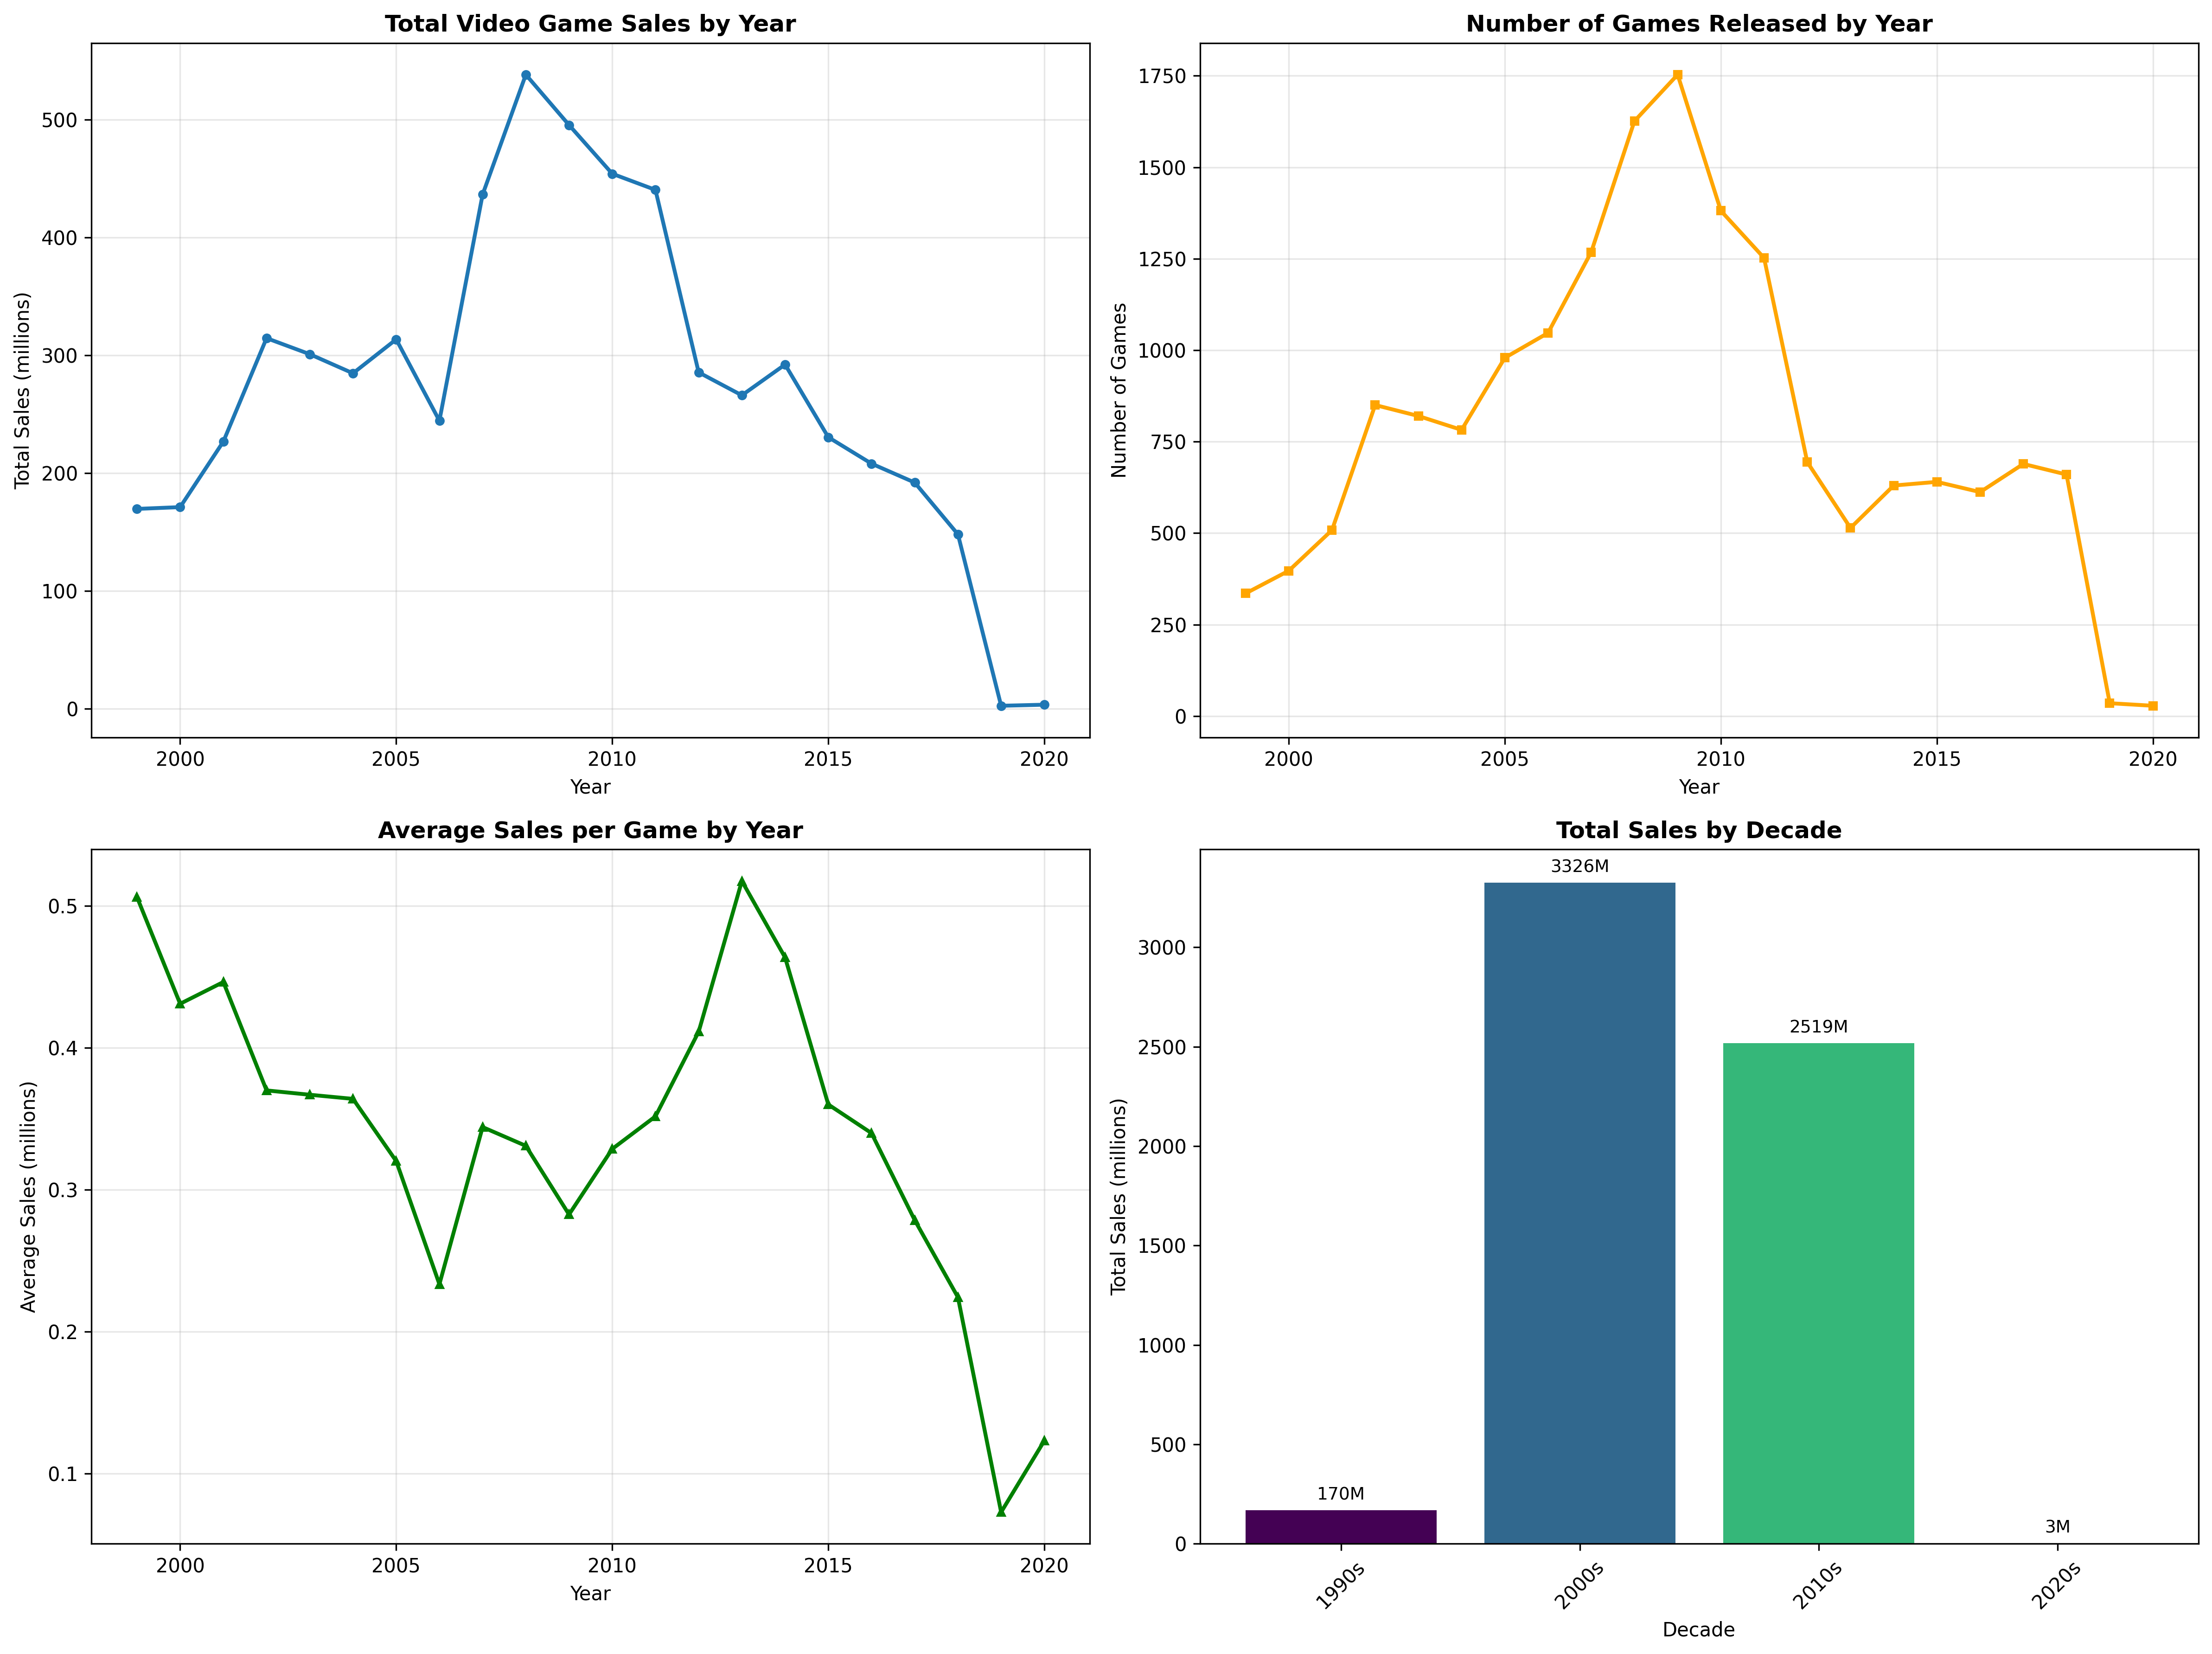 Total Video Game Sales by Year
Total Sales (millions)
500
400
300
200
100
0
2000 2005 2010 2015 2020
Year
Number of Games Released by Year
Number of Games
1750
1500
1250
1000
750
500
250
0
2000 2005 2010 2015 2020
Year
Average Sales per Game by Year
Average Sales (millions)
0.5
0.4
0.3
0.2
0.1
2000 2005 2010 2015 2020
Year
Total Sales by Decade
Total Sales (millions)
3000
2500
2000
1500
1000
500
0
170M
3326M
2519M
3M
1990s 2000s 2010s 2020s
Decade